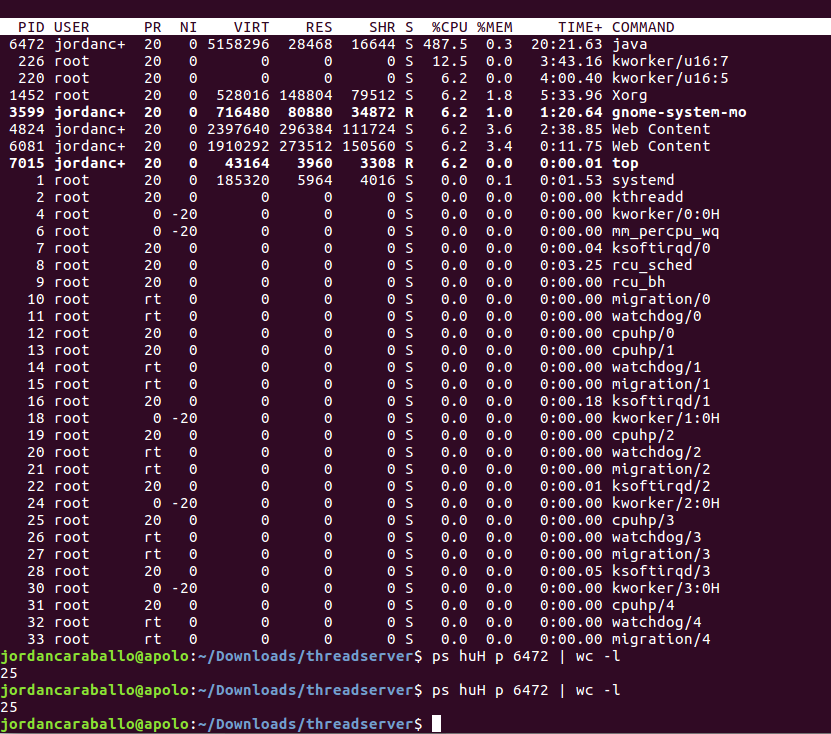 PID USER PR NI VIRT RES SHR S %CPU %MEM TIME+ COMMAND
6472 jordanc+ 20 0 5158296 28468 16644 S 487.5 0.3 20:21.63 java
226 root 20 0 0 0 0 S 12.5 0.0 3:43.16 kworker/u16:7
220 root 20 0 0 0 0 S 6.2 0.0 4:00.40 kworker/u16:5
1452 root 20 0 528016 148804 79512 S 6.2 1.8 5:33.96 Xorg
3599 jordanc+ 20 0 716480 80880 34872 R 6.2 1.0 1:20.64 gnome-system-mo
4824 jordanc+ 20 0 2397640 296384 111724 S 6.2 3.6 2:38.85 Web Content
6081 jordanc+ 20 0 1910292 273512 150560 S 6.2 3.4 0:11.75 Web Content
7015 jordanc+ 20 0 43164 3960 3308 R 6.2 0.0 0:00.01 top
1 root 20 0 185320 5964 4016 S 0.0 0.1 0:01.53 systemd
2 root 20 0 0 0 0 S 0.0 0.0 0:00.00 kthreadd
4 root 0 -20 0 0 0 S 0.0 0.0 0:00.00 kworker/0:0H
6 root 0 -20 0 0 0 S 0.0 0.0 0:00.00 mm_percpu_wq
7 root 20 0 0 0 0 S 0.0 0.0 0:00.04 ksoftirqd/0
8 root 20 0 0 0 0 S 0.0 0.0 0:03.25 rcu_sched
9 root 20 0 0 0 0 S 0.0 0.0 0:00.00 rcu_bh
10 root rt 0 0 0 0 S 0.0 0.0 0:00.00 migration/0
11 root rt 0 0 0 0 S 0.0 0.0 0:00.00 watchdog/0
12 root 20 0 0 0 0 S 0.0 0.0 0:00.00 cpuhp/0
13 root 20 0 0 0 0 S 0.0 0.0 0:00.00 cpuhp/1
14 root rt 0 0 0 0 S 0.0 0.0 0:00.00 watchdog/1
15 root rt 0 0 0 0 S 0.0 0.0 0:00.00 migration/1
16 root 20 0 0 0 0 S 0.0 0.0 0:00.18 ksoftirqd/1
18 root 0 -20 0 0 0 S 0.0 0.0 0:00.00 kworker/1:0H
19 root 20 0 0 0 0 S 0.0 0.0 0:00.00 cpuhp/2
20 root rt 0 0 0 0 S 0.0 0.0 0:00.00 watchdog/2
21 root rt 0 0 0 0 S 0.0 0.0 0:00.00 migration/2
22 root 20 0 0 0 0 S 0.0 0.0 0:00.01 ksoftirqd/2
24 root 0 -20 0 0 0 S 0.0 0.0 0:00.00 kworker/2:0H
25 root 20 0 0 0 0 S 0.0 0.0 0:00.00 cpuhp/3
26 root rt 0 0 0 0 S 0.0 0.0 0:00.00 watchdog/3
27 root rt 0 0 0 0 S 0.0 0.0 0:00.00 migration/3
28 root 20 0 0 0 0 S 0.0 0.0 0:00.05 ksoftirqd/3
30 root 0 -20 0 0 0 S 0.0 0.0 0:00.00 kworker/3:0H
31 root 20 0 0 0 0 S 0.0 0.0 0:00.00 cpuhp/4
32 root rt 0 0 0 0 S 0.0 0.0 0:00.00 watchdog/4
33 root rt 0 0 0 0 S 0.0 0.0 0:00.00 migration/4
jordancaraballo@apolo:~/Downloads/threadserver$ ps huH p 6472 | wc -l
25
jordancaraballo@apolo:~/Downloads/threadserver$ ps huH p 6472 | wc -l
25
jordancaraballo@apolo:~/Downloads/threadserver$